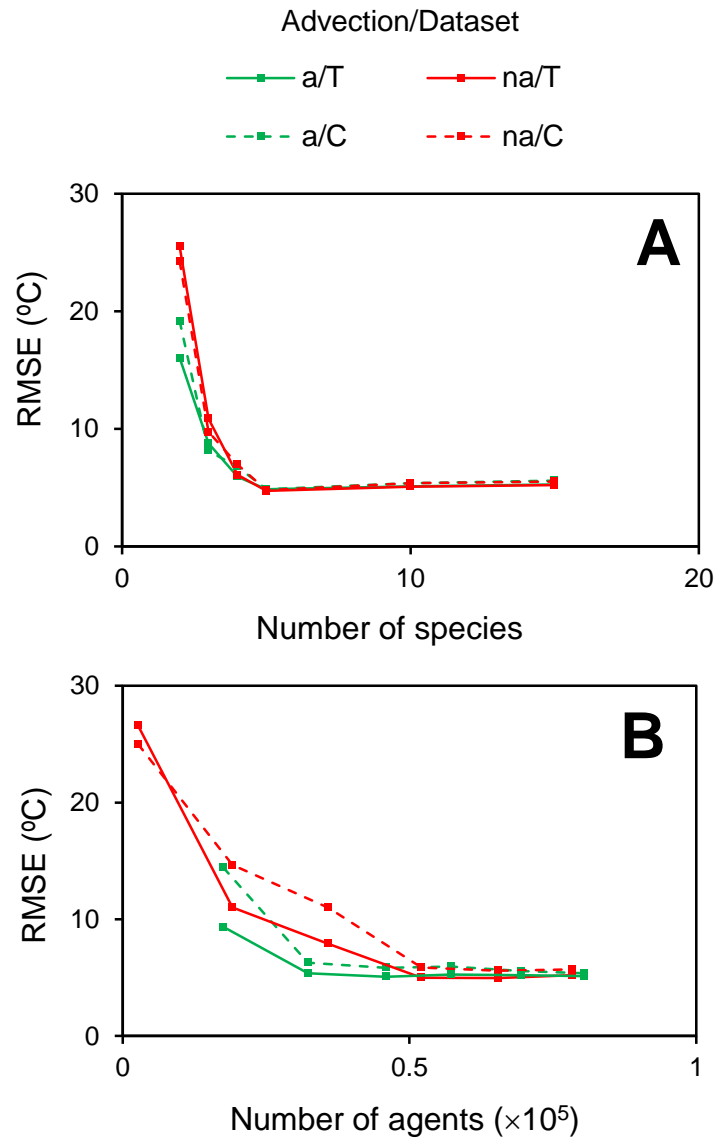 Advection/Dataset
a/T
na/T
a/C
na/C
30
20
10
0
RMSE (ºC)
A
0
10
20
Number of species
30
20
10
0
RMSE (ºC)
B
0
0.5
1
Number of agents (×10⁵)